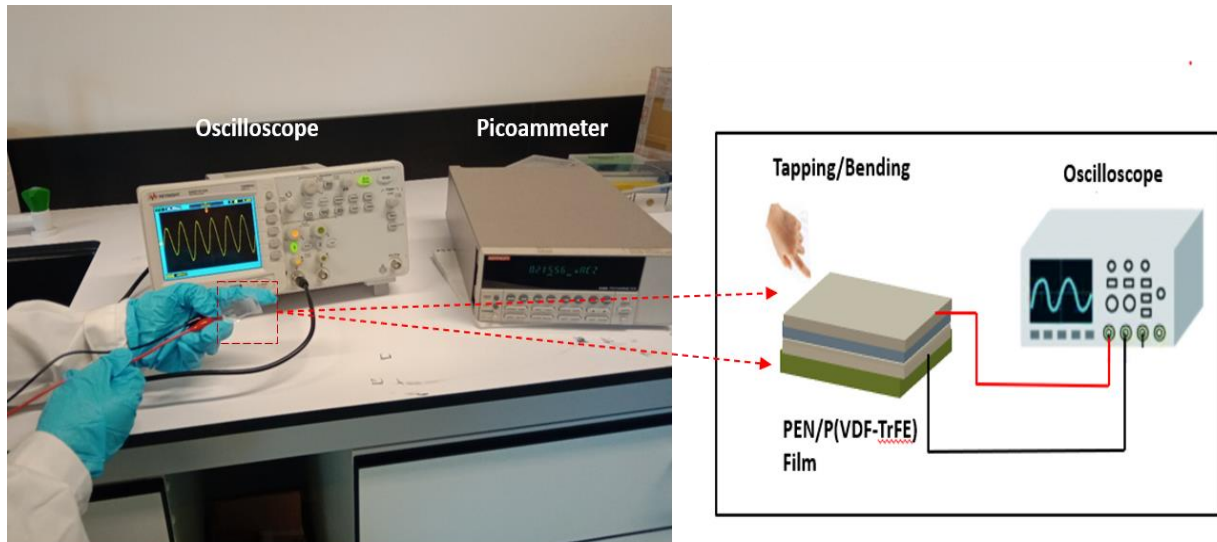 Oscilloscope
Picoammeter
Tapping/Bending
Oscilloscope
PEN/P(VDF-TrFE)
Film